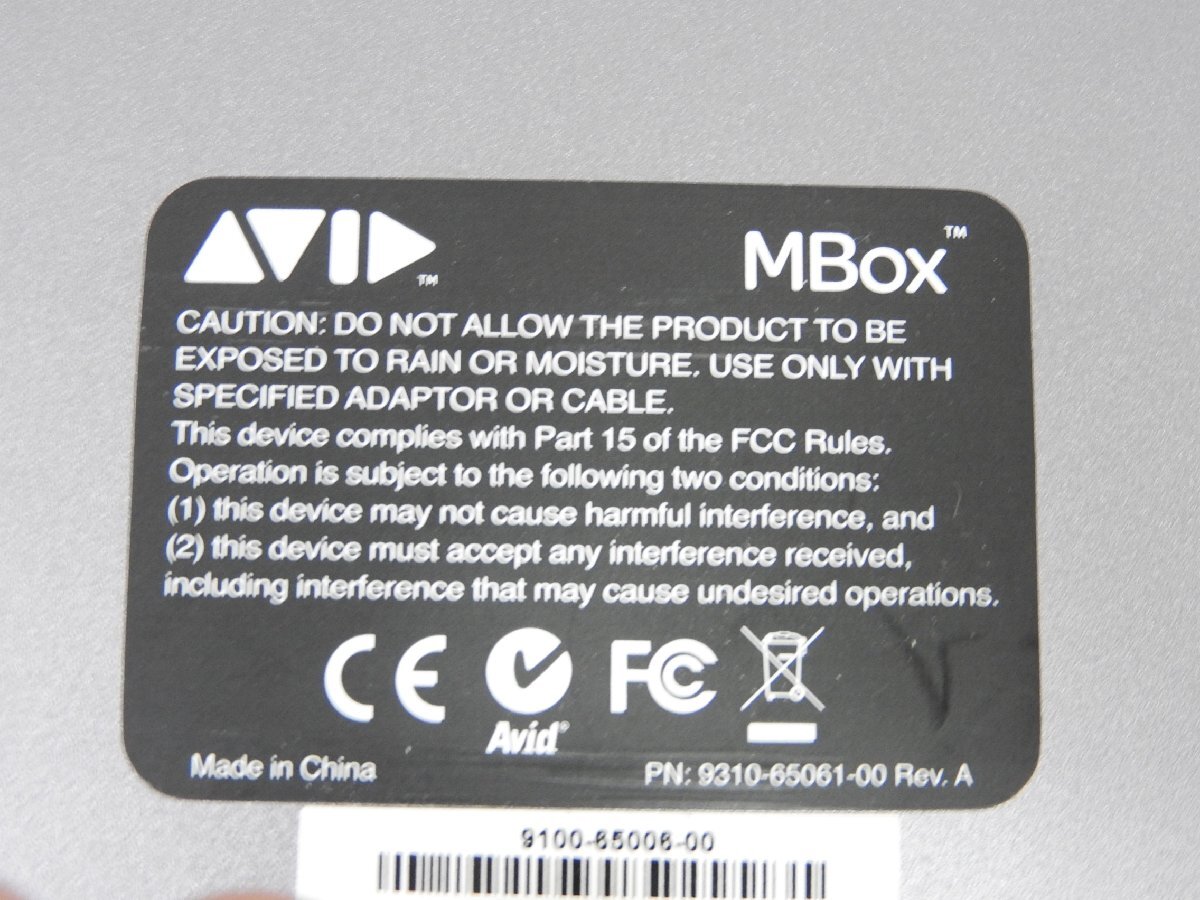 AVID™ MBox™
CAUTION: DO NOT ALLOW THE PRODUCT TO BE
EXPOSED TO RAIN OR MOISTURE. USE ONLY WITH
SPECIFIED ADAPTOR OR CABLE.
This device complies with Part 15 of the FCC Rules.
Operation is subject to the following two conditions:
(1) this device may not cause harmful interference, and
(2) this device must accept any interference received,
including interference that may cause undesired operations.
CE FC
Avid®
Made in China PN: 9310-65061-00 Rev. A
9100-65006-00